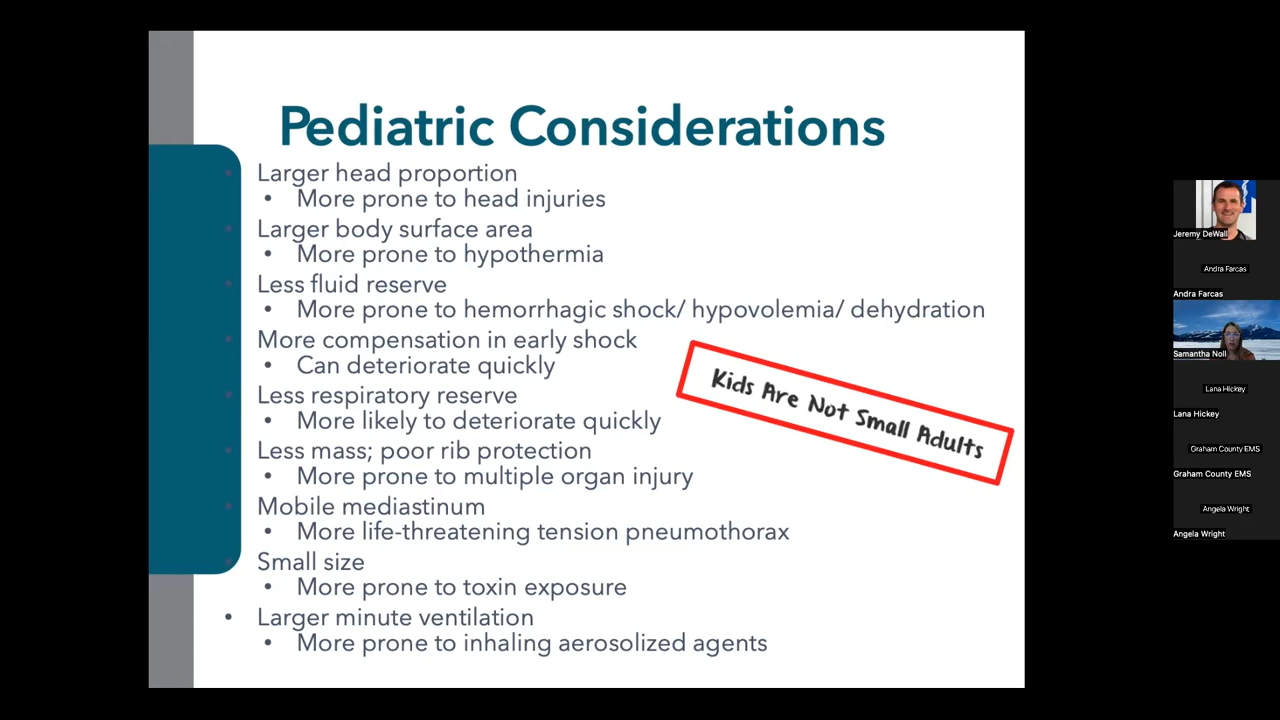 Pediatric Considerations
• Larger head proportion
• More prone to head injuries
• Larger body surface area
• More prone to hypothermia
• Less fluid reserve
• More prone to hemorrhagic shock/ hypovolemia/ dehydration
• More compensation in early shock
• Can deteriorate quickly
• Less respiratory reserve
• More likely to deteriorate quickly
• Less mass; poor rib protection
• More prone to multiple organ injury
• Mobile mediastinum
• More life-threatening tension pneumothorax
• Small size
• More prone to toxin exposure
• Larger minute ventilation
• More prone to inhaling aerosolized agents
Kids Are Not Small Adults
Jeremy DeWall
Andra Farcas
Andra Farcas
Samantha Noll
Lana Hickey
Lana Hickey
Graham County EMS
Graham County EMS
Angela Wright
Angela Wright